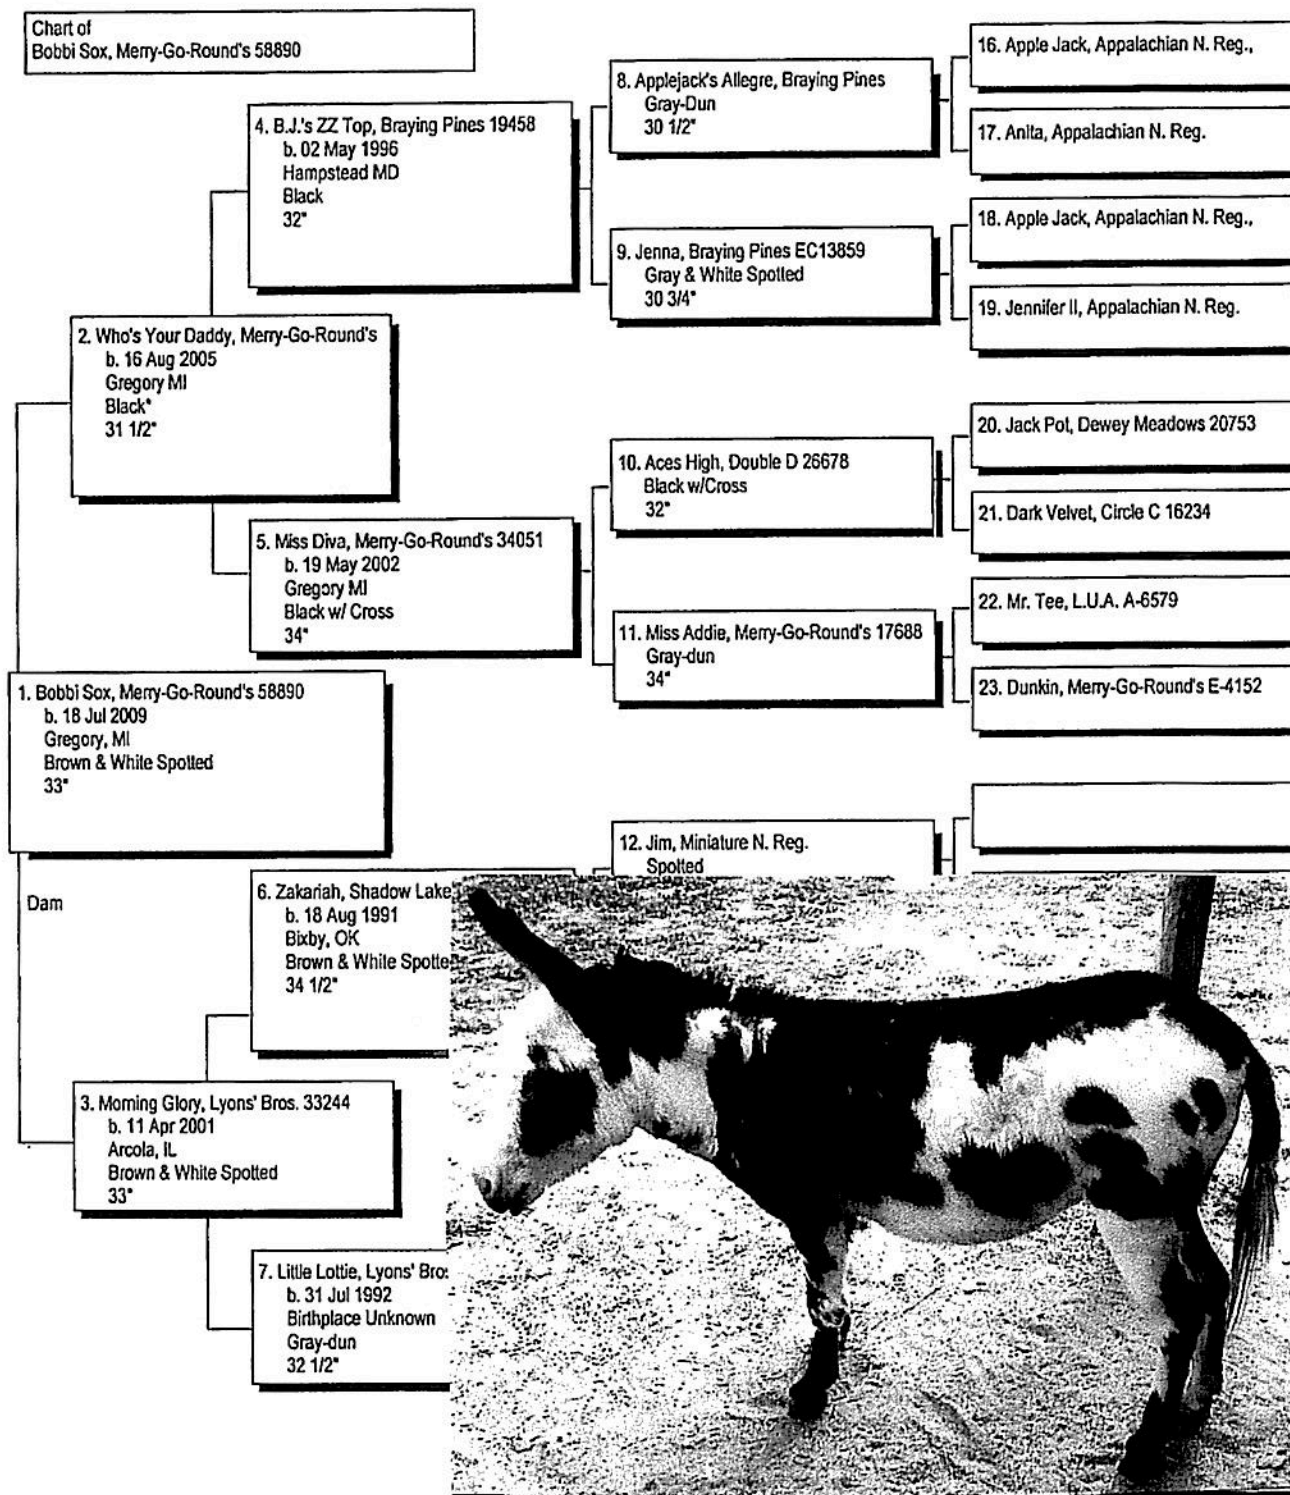 Chart of
Bobbi Sox, Merry-Go-Round's 58890
1. Bobbi Sox, Merry-Go-Round's 58890
b. 18 Jul 2009
Gregory, MI
Brown & White Spotted
33"
Dam
2. Who's Your Daddy, Merry-Go-Round's
b. 16 Aug 2005
Gregory MI
Black*
31 1/2"
3. Morning Glory, Lyons' Bros. 33244
b. 11 Apr 2001
Arcola, IL
Brown & White Spotted
33"
4. B.J.'s ZZ Top, Braying Pines 19458
b. 02 May 1996
Hampstead MD
Black
32"
5. Miss Diva, Merry-Go-Round's 34051
b. 19 May 2002
Gregory MI
Black w/ Cross
34"
6. Zakariah, Shadow Lake
b. 18 Aug 1991
Bixby, OK
Brown & White Spotte
34 1/2"
7. Little Lottie, Lyons' Bro
b. 31 Jul 1992
Birthplace Unknown
Gray-dun
32 1/2"
8. Applejack's Allegre, Braying Pines
Gray-Dun
30 1/2"
9. Jenna, Braying Pines EC13859
Gray & White Spotted
30 3/4"
10. Aces High, Double D 26678
Black w/Cross
32"
11. Miss Addie, Merry-Go-Round's 17688
Gray-dun
34"
12. Jim, Miniature N. Reg.
Spotted
16. Apple Jack, Appalachian N. Reg.,
17. Anita, Appalachian N. Reg.
18. Apple Jack, Appalachian N. Reg.,
19. Jennifer II, Appalachian N. Reg.
20. Jack Pot, Dewey Meadows 20753
21. Dark Velvet, Circle C 16234
22. Mr. Tee, L.U.A. A-6579
23. Dunkin, Merry-Go-Round's E-4152